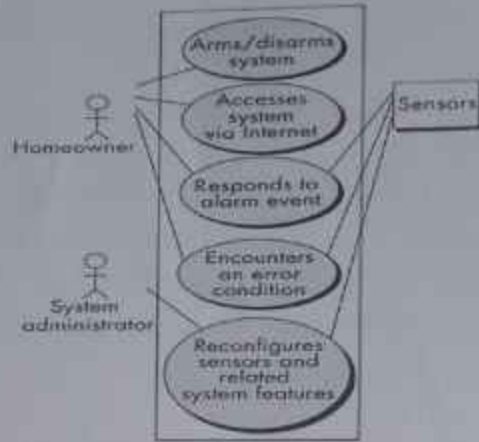 Arms/disarms
system
Accesses
system
via Internet
Sensors
Homeowner
Responds to
alarm event
Encounters
an error
condition
System
administrator
Reconfigures
sensors and
related
system features